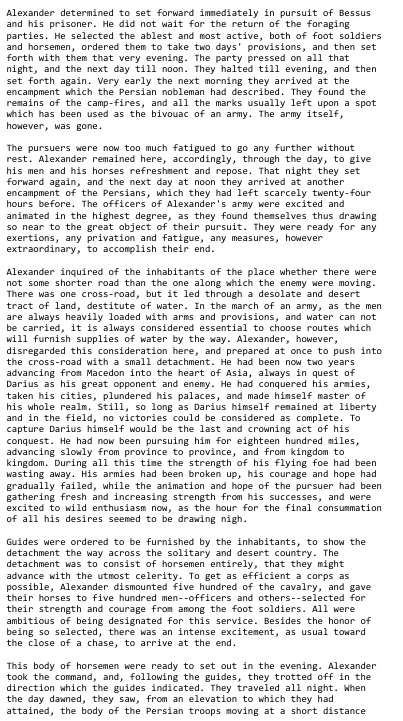 Alexander determined to set forward immediately in pursuit of Bessus
and his prisoner. He did not wait for the return of the foraging
parties. He selected the ablest and most active, both of foot soldiers
and horsemen, ordered them to take two days' provisions, and then set
forth with them that very evening. The party pressed on all that
night, and the next day till noon. They halted till evening, and then
set forth again. Very early the next morning they arrived at the
encampment which the Persian nobleman had described. They found the
remains of the camp-fires, and all the marks usually left upon a spot
which has been used as the bivouac of an army. The army itself,
however, was gone.

The pursuers were now too much fatigued to go any further without
rest. Alexander remained here, accordingly, through the day, to give
his men and his horses refreshment and repose. That night they set
forward again, and the next day at noon they arrived at another
encampment of the Persians, which they had left scarcely twenty-four
hours before. The officers of Alexander's army were excited and
animated in the highest degree, as they found themselves thus drawing
so near to the great object of their pursuit. They were ready for any
exertions, any privation and fatigue, any measures, however
extraordinary, to accomplish their end.

Alexander inquired of the inhabitants of the place whether there were
not some shorter road than the one along which the enemy were moving.
There was one cross-road, but it led through a desolate and desert
tract of land, destitute of water. In the march of an army, as the men
are always heavily loaded with arms and provisions, and water can not
be carried, it is always considered essential to choose routes which
will furnish supplies of water by the way. Alexander, however,
disregarded this consideration here, and prepared at once to push into
the cross-road with a small detachment. He had been now two years
advancing from Macedon into the heart of Asia, always in quest of
Darius as his great opponent and enemy. He had conquered his armies,
taken his cities, plundered his palaces, and made himself master of
his whole realm. Still, so long as Darius himself remained at liberty
and in the field, no victories could be considered as complete. To
capture Darius himself would be the last and crowning act of his
conquest. He had now been pursuing him for eighteen hundred miles,
advancing slowly from province to province, and from kingdom to
kingdom. During all this time the strength of his flying foe had been
wasting away. His armies had been broken up, his courage and hope had
gradually failed, while the animation and hope of the pursuer had been
gathering fresh and increasing strength from his successes, and were
excited to wild enthusiasm now, as the hour for the final consummation
of all his desires seemed to be drawing nigh.

Guides were ordered to be furnished by the inhabitants, to show the
detachment the way across the solitary and desert country. The
detachment was to consist of horsemen entirely, that they might
advance with the utmost celerity. To get as efficient a corps as
possible, Alexander dismounted five hundred of the cavalry, and gave
their horses to five hundred men--officers and others--selected for
their strength and courage from among the foot soldiers. All were
ambitious of being designated for this service. Besides the honor of
being so selected, there was an intense excitement, as usual toward
the close of a chase, to arrive at the end.

This body of horsemen were ready to set out in the evening. Alexander
took the command, and, following the guides, they trotted off in the
direction which the guides indicated. They traveled all night. When
the day dawned, they saw, from an elevation to which they had
attained, the body of the Persian troops moving at a short distance